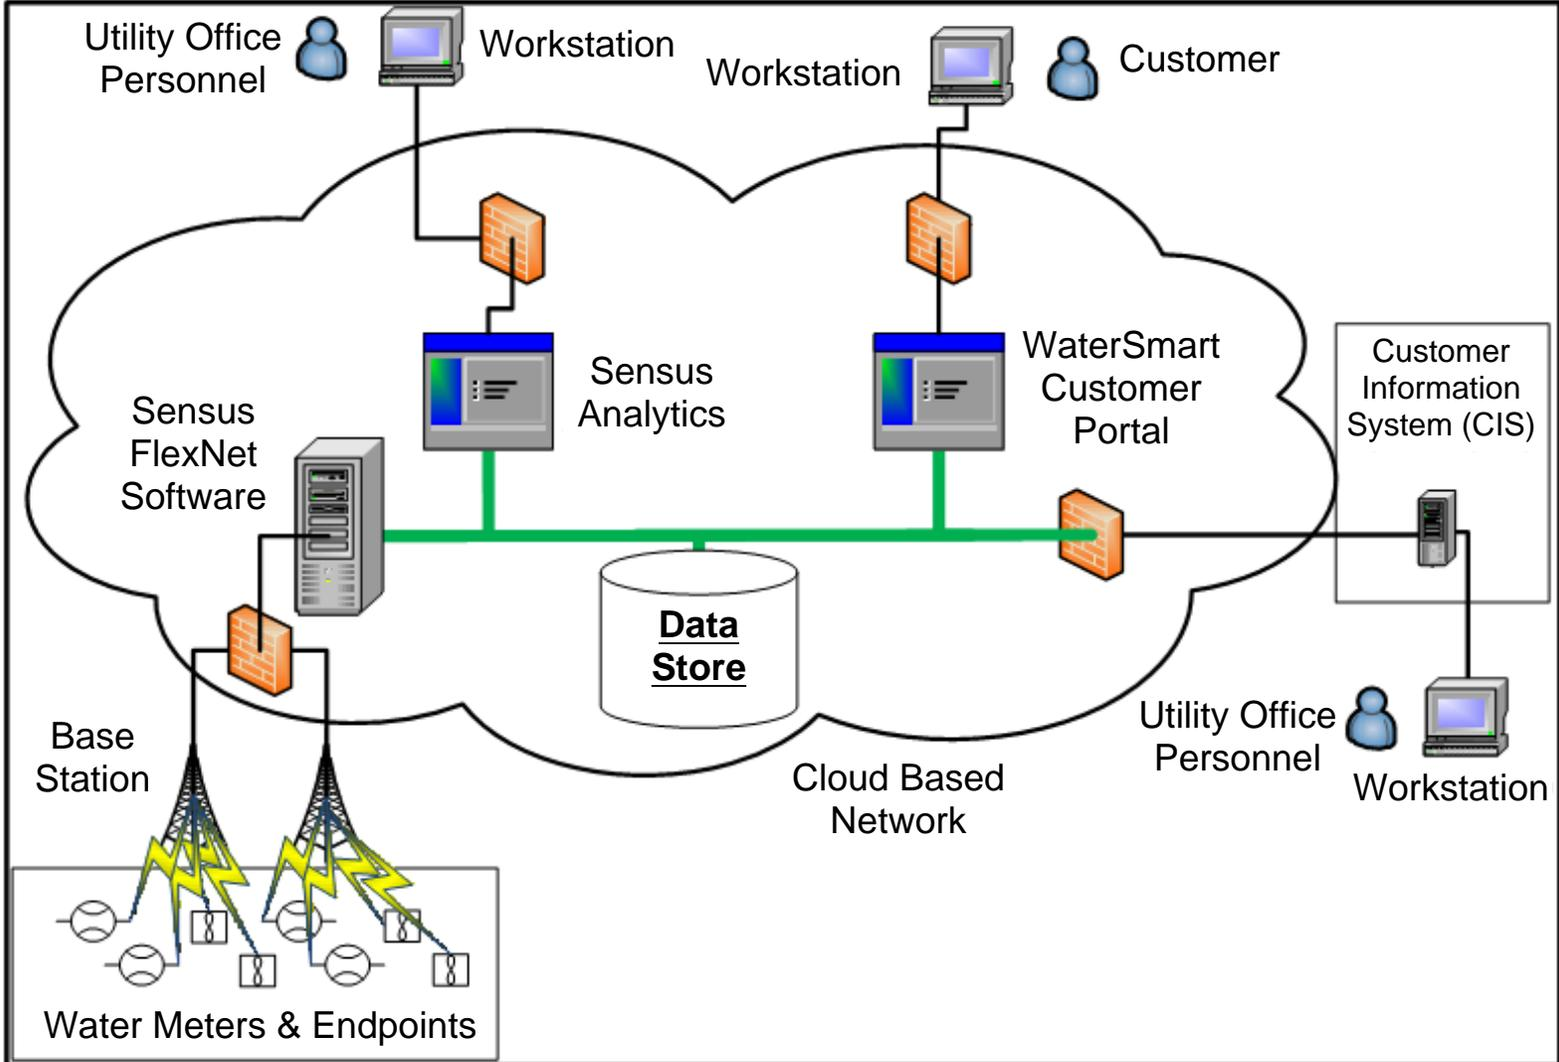 Utility Office
Personnel
Workstation
Workstation
Customer
Sensus
Analytics
WaterSmart
Customer
Portal
Customer
Information
System (CIS)
Sensus
FlexNet
Software
Data
Store
Base
Station
Cloud Based
Network
Utility Office
Personnel
Workstation
Water Meters & Endpoints